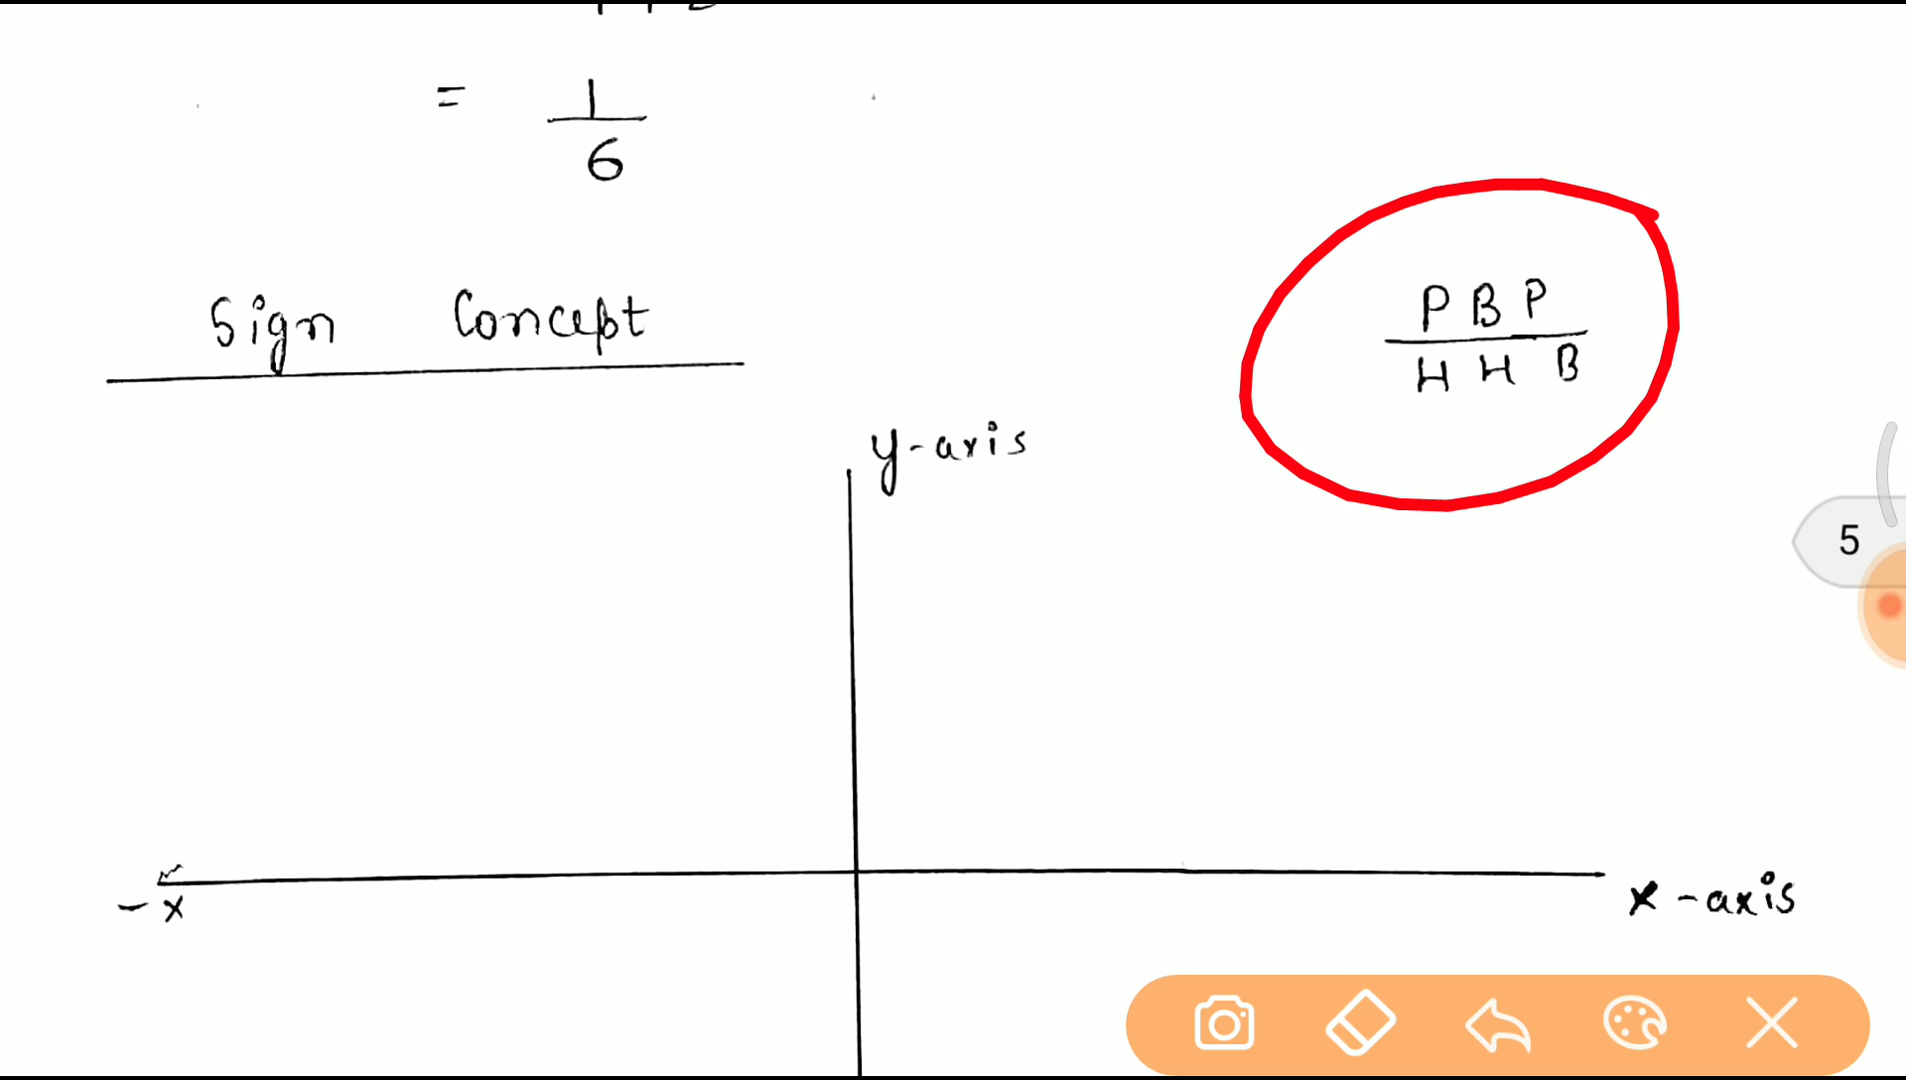 = 1
6
Sign Concept
P B P
H H B
y-axis
5
-x
x-axis